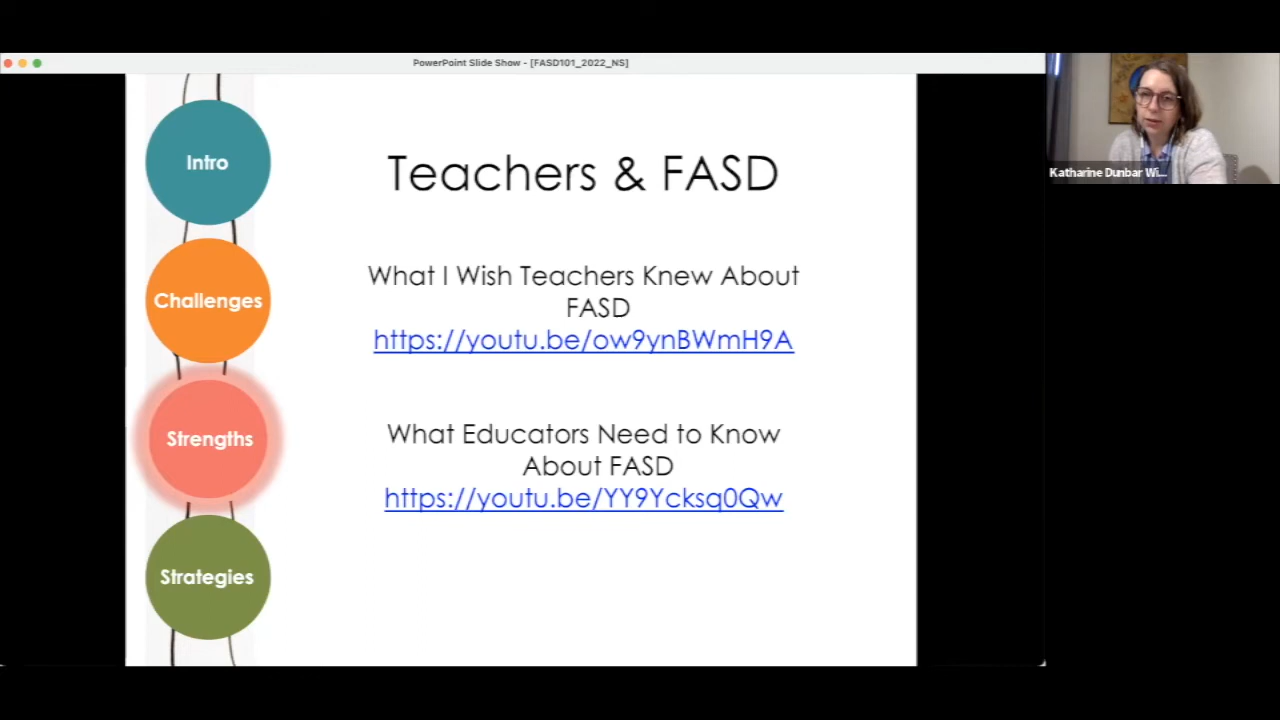 PowerPoint Slide Show - [FASD101_2022_NS]
Intro
Challenges
Strengths
Strategies
Teachers & FASD
What I Wish Teachers Knew About
FASD
https://youtu.be/ow9ynBWmH9A
What Educators Need to Know
About FASD
https://youtu.be/YY9Ycksq0Qw
Katharine Dunbar Wi...